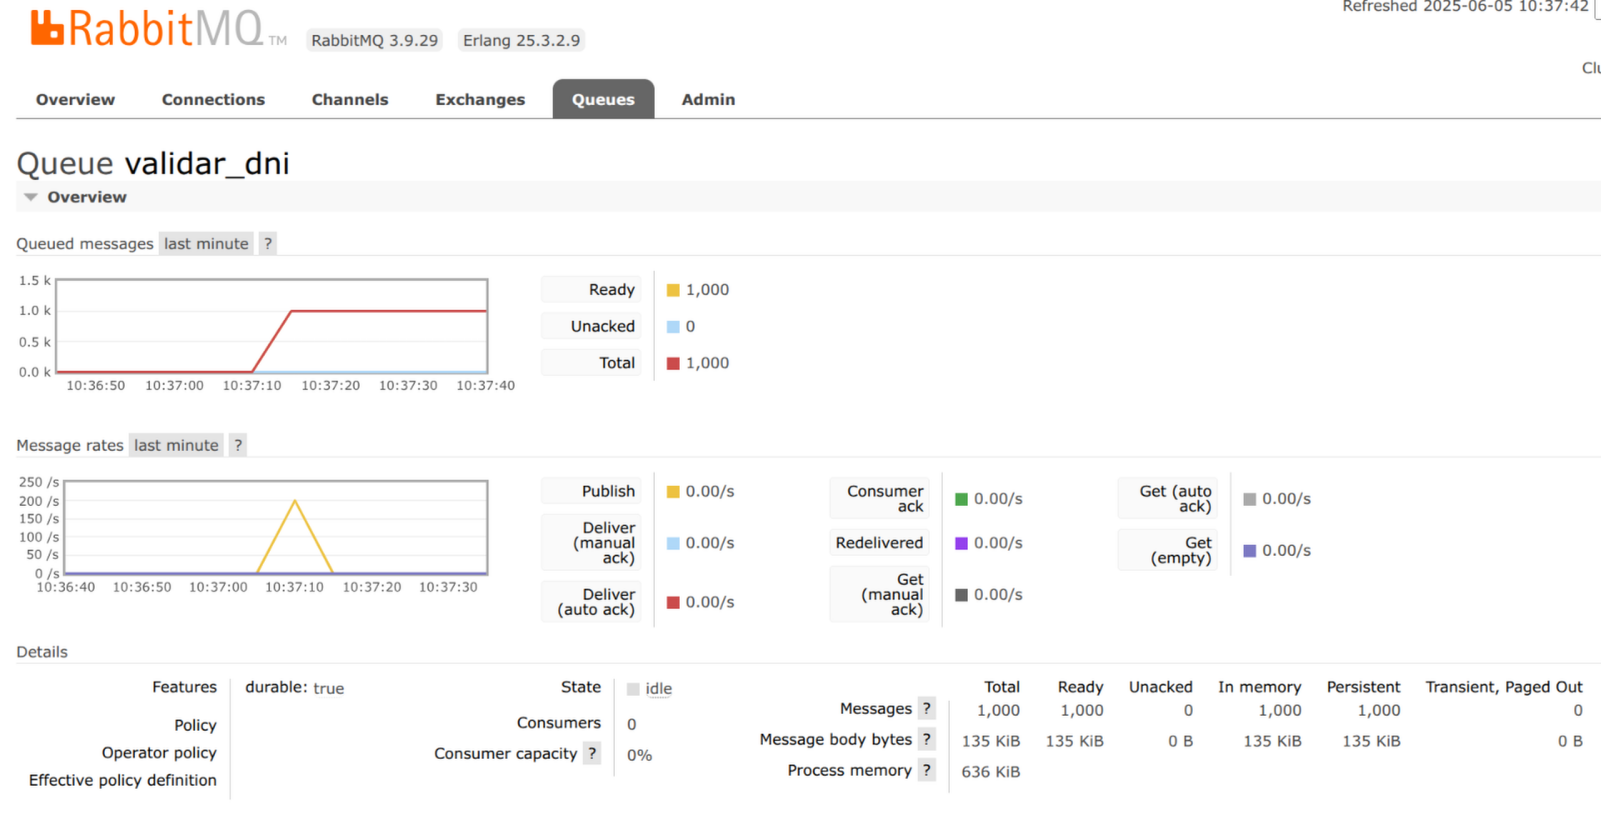 Refreshed 2025-06-05 10:37:42
RabbitMQ TM RabbitMQ 3.9.29 Erlang 25.3.2.9
Overview Connections Channels Exchanges Queues Admin
Queue validar_dni
Overview
Queued messages last minute ?
1.5 k
1.0 k
0.5 k
0.0 k
10:36:50 10:37:00 10:37:10 10:37:20 10:37:30 10:37:40
Ready 1,000
Unacked 0
Total 1,000
Message rates last minute ?
250 /s
200 /s
150 /s
100 /s
50 /s
0 /s
10:36:40 10:36:50 10:37:00 10:37:10 10:37:20 10:37:30
Publish 0.00/s
Deliver
(manual 0.00/s
ack)
Deliver
(auto ack) 0.00/s
Consumer
ack 0.00/s
Redelivered 0.00/s
Get
(manual 0.00/s
ack)
Get (auto
ack) 0.00/s
Get
(empty) 0.00/s
Details
Features durable: true
Policy
Operator policy
Effective policy definition
State idle
Consumers 0
Consumer capacity ? 0%
Total Ready Unacked In memory Persistent Transient, Paged Out
Messages ? 1,000 1,000 0 1,000 1,000 0
Message body bytes ? 135 KiB 135 KiB 0 B 135 KiB 135 KiB 0 B
Process memory ? 636 KiB